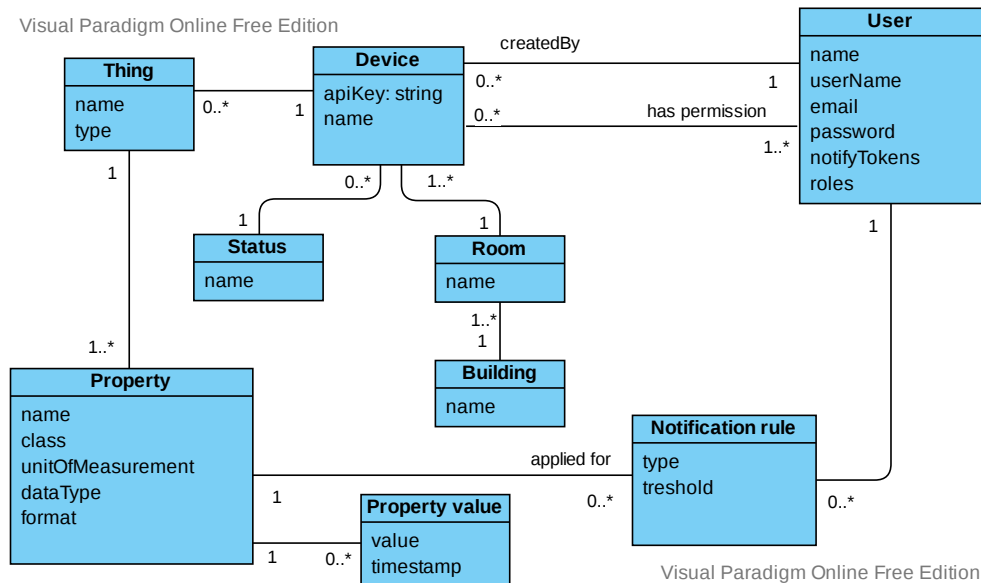 Visual Paradigm Online Free Edition
Thing
name
type
0..*
1
Device
apiKey: string
name
createdBy
0..*
1
0..*
has permission
1..*
User
name
userName
email
password
notifyTokens
roles
1
0..*
1..*
1
1
1
Status
name
Room
name
1..*
1
Building
name
1..*
Property
name
class
unitOfMeasurement
dataType
format
applied for
1
0..*
Notification rule
type
treshold
0..*
Property value
value
timestamp
1
0..*
Visual Paradigm Online Free Edition